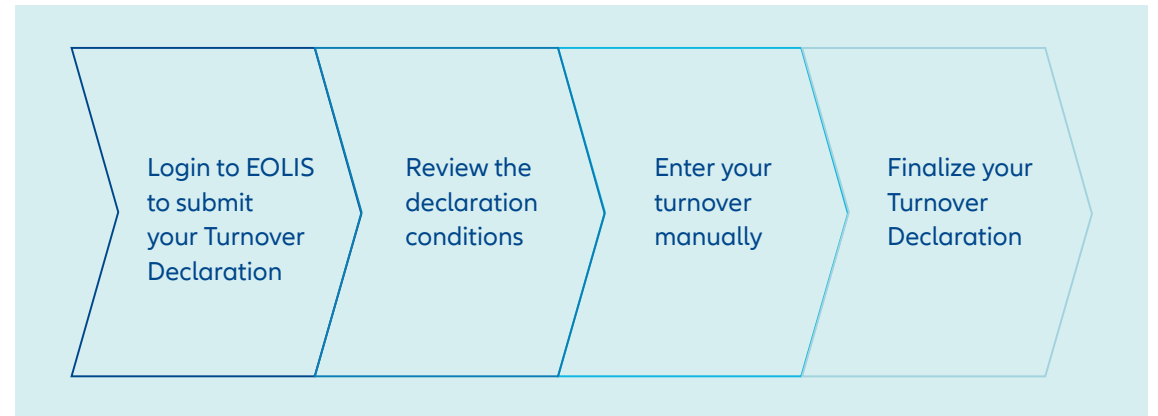 Login to EOLIS
to submit
your Turnover
Declaration
Review the
declaration
conditions
Enter your
turnover
manually
Finalize your
Turnover
Declaration